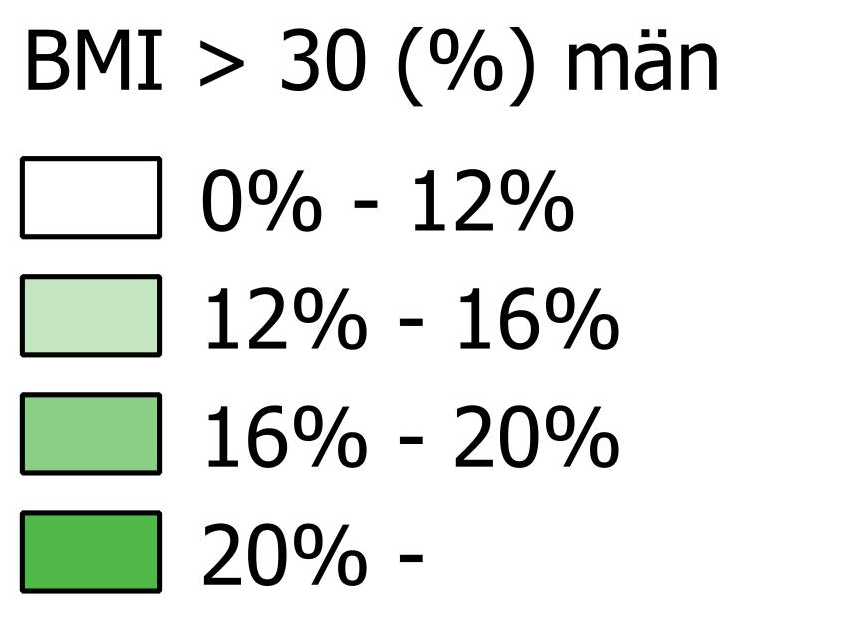 BMI > 30 (%) män
0% - 12%
12% - 16%
16% - 20%
20% -